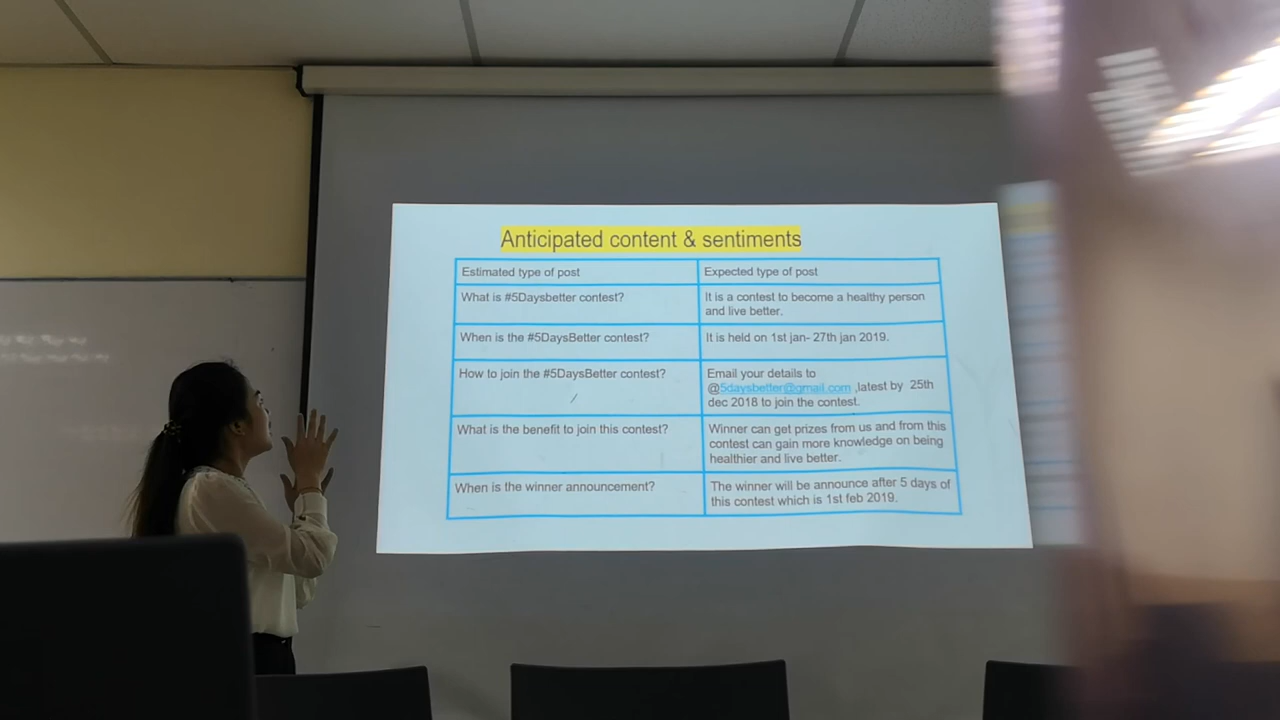 Anticipated content & sentiments
Estimated type of post
Expected type of post
What is #5Daysbetter contest?
It is a contest to become a healthy person
and live better.
When is the #5DaysBetter contest?
It is held on 1st jan- 27th jan 2019.
How to join the #5DaysBetter contest?
Email your details to
@5daysbetter@gmail.com ,latest by 25th
dec 2018 to join the contest.
What is the benefit to join this contest?
Winner can get prizes from us and from this
contest can gain more knowledge on being
healthier and live better.
When is the winner announcement?
The winner will be announce after 5 days of
this contest which is 1st feb 2019.